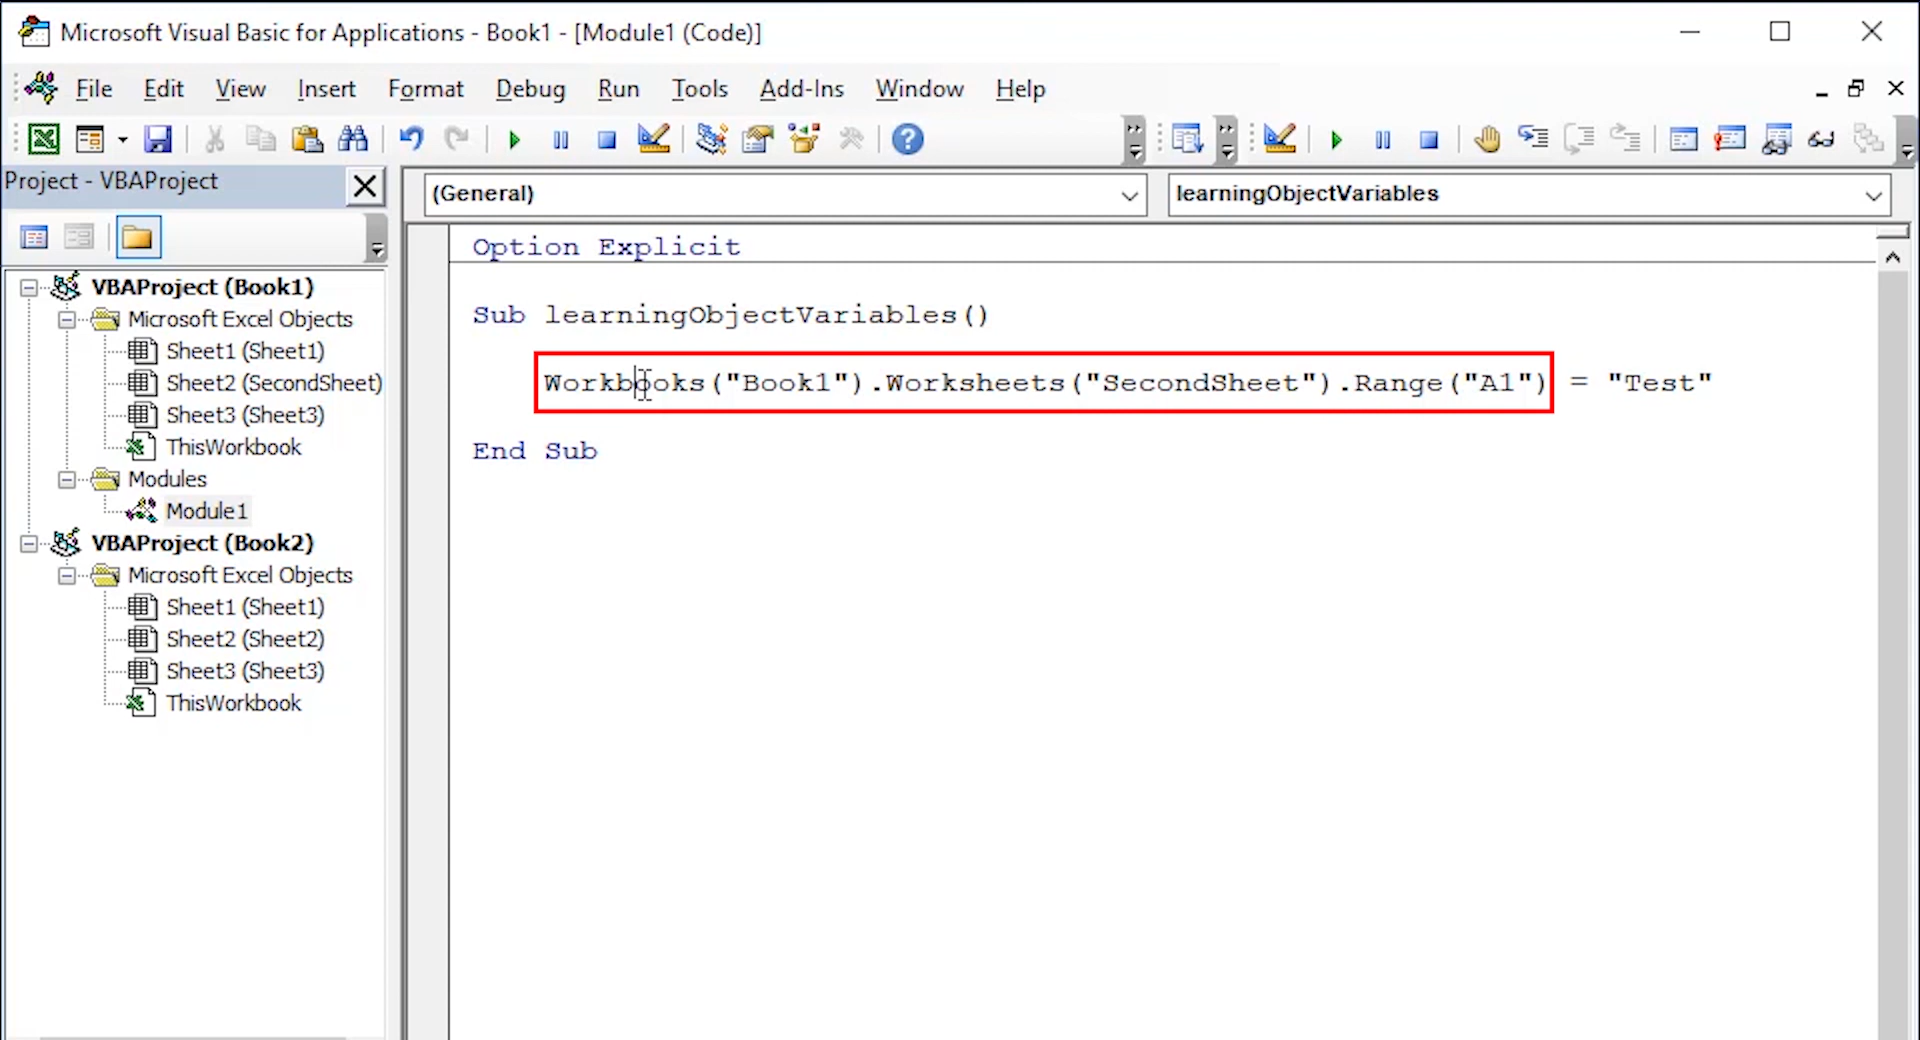 Microsoft Visual Basic for Applications - Book1 - [Module1 (Code)]
File Edit View Insert Format Debug Run Tools Add-Ins Window Help
Project - VBAProject
(General)
learningObjectVariables
VBAProject (Book1)
Microsoft Excel Objects
Sheet1 (Sheet1)
Sheet2 (SecondSheet)
Sheet3 (Sheet3)
ThisWorkbook
Modules
Module1
VBAProject (Book2)
Microsoft Excel Objects
Sheet1 (Sheet1)
Sheet2 (Sheet2)
Sheet3 (Sheet3)
ThisWorkbook
Option Explicit
Sub learningObjectVariables()
Workbooks("Book1").Worksheets("SecondSheet").Range("A1") = "Test"
End Sub